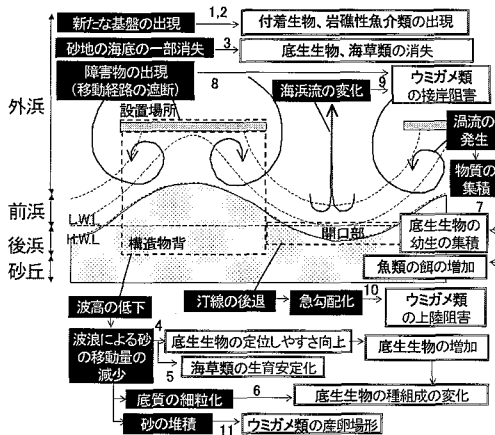 新たな基盤の出現
1,2
付着生物、岩礁性魚介類の出現
砂地の海底の一部消失
3
底生生物、海草類の消失
障害物の出現
(移動経路の遮断)
8
海浜流の変化
9
ウミガメ類
の接岸阻害
外浜
設置場所
渦流の
発生
物質の
集積
前浜
L.W.L
7
底生生物の
幼生の集積
後浜
H.W.L
構造物背
開口部
魚類の餌の増加
砂丘
波高の低下
汀線の後退
急勾配化
10
ウミガメ類
の上陸阻害
波浪による砂
の移動量の
減少
4
底生生物の定位しやすさ向上
底生生物の増加
5
海草類の生育安定化
底質の細粒化
6
底生生物の種組成の変化
砂の堆積
11
ウミガメ類の産卵場形